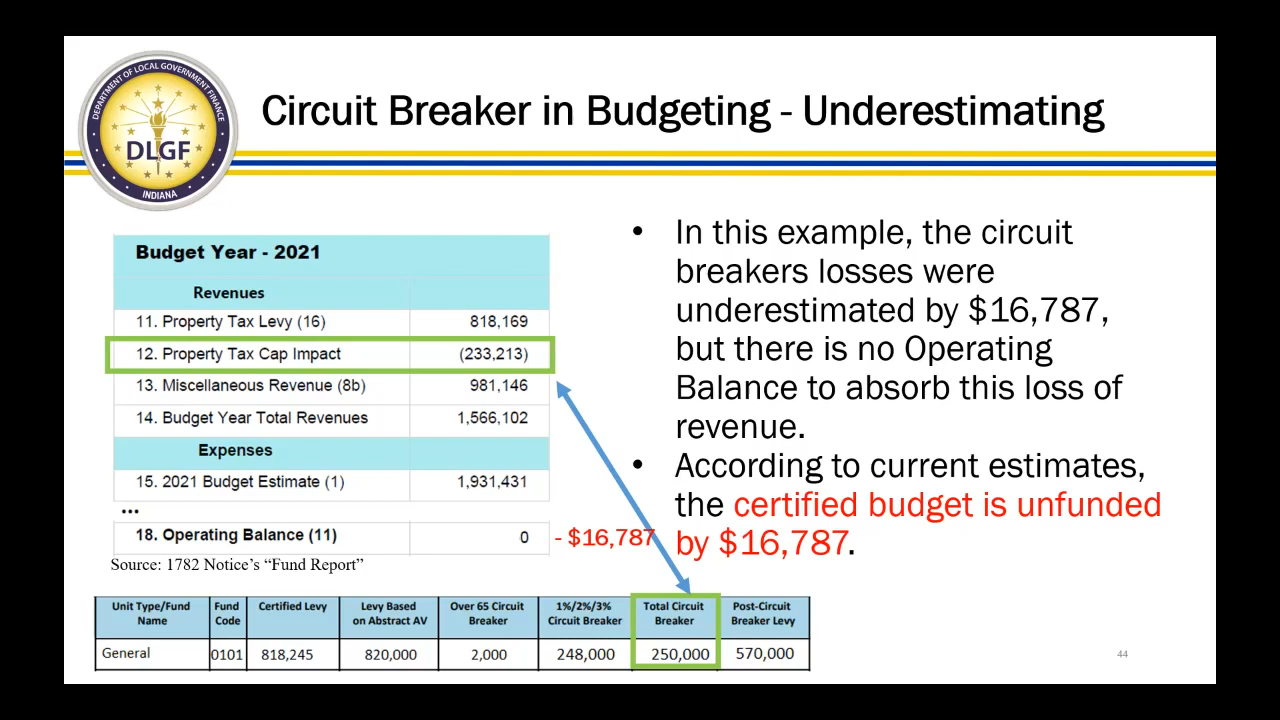 DEPARTMENT OF LOCAL GOVERNMENT FINANCE
DLGF
INDIANA
Circuit Breaker in Budgeting - Underestimating
Budget Year - 2021
Revenues
11. Property Tax Levy (16) 818,169
12. Property Tax Cap Impact (233,213)
13. Miscellaneous Revenue (8b) 981,146
14. Budget Year Total Revenues 1,566,102
Expenses
15. 2021 Budget Estimate (1) 1,931,431
...
18. Operating Balance (11) 0 - $16,787
Source: 1782 Notice's “Fund Report”
• In this example, the circuit
breakers losses were
underestimated by $16,787,
but there is no Operating
Balance to absorb this loss of
revenue.
• According to current estimates,
the certified budget is unfunded
by $16,787.
Unit Type/Fund Name Fund Code Certified Levy Levy Based on Abstract AV Over 65 Circuit Breaker 1%/2%/3% Circuit Breaker Total Circuit Breaker Post-Circuit Breaker Levy
General 0101 818,245 820,000 2,000 248,000 250,000 570,000
44